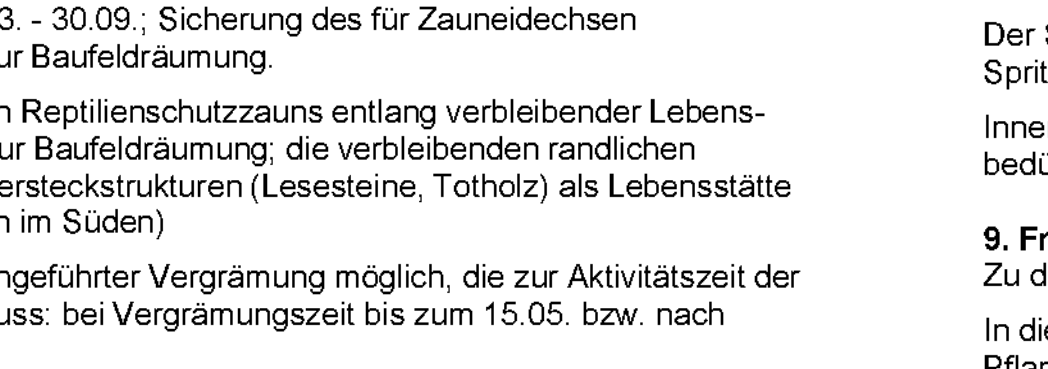 3. - 30.09.; Sicherung des für Zauneidechsen
ur Baufeldräumung.
n Reptilienschutzzauns entlang verbleibender Lebens-
ur Baufeldräumung; die verbleibenden randlichen
ersteckstrukturen (Lesesteine, Totholz) als Lebensstätte
n im Süden)
ngeführter Vergrämung möglich, die zur Aktivitätszeit der
uss: bei Vergrämungszeit bis zum 15.05. bzw. nach
Der
Sprit
Inne
bedü
9. Fr
Zu d
In die
Pflan